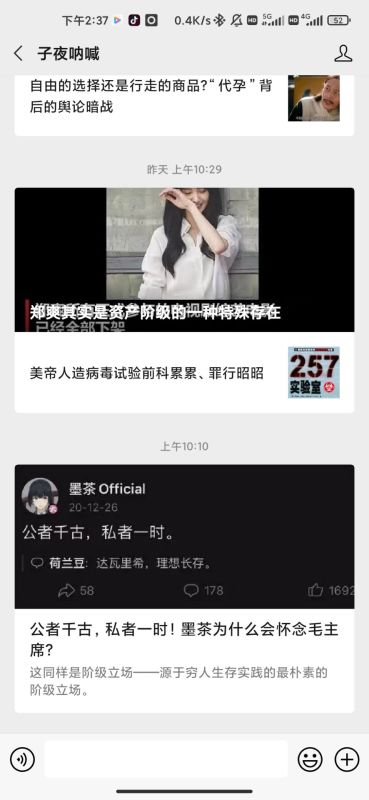 下午2:37
0.4K/s
HD
5G
HD
4G
52
子夜呐喊
自由的选择还是行走的商品?“代孕”背
后的舆论暗战
昨天 上午10:29
郑爽真实是资产阶级的一种特殊存在
已经全部下架
美帝人造病毒试验前科累累、罪行昭昭
257
实验室
上午10:10
墨茶 Official
20-12-26
公者千古，私者一时。
荷兰豆：达瓦里希，理想长存。
58
178
1692
公者千古，私者一时！墨茶为什么会怀念毛主
席?
这同样是阶级立场——源于穷人生存实践的最朴素的
阶级立场。